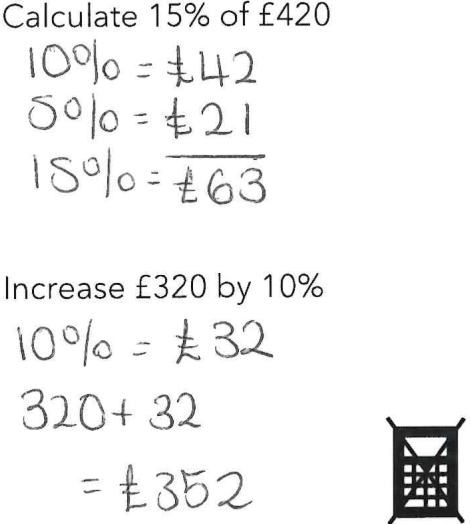 Calculate 15% of £420
10% = £42
5% = £21
15% = £63
Increase £320 by 10%
10% = £32
320 + 32
= £352